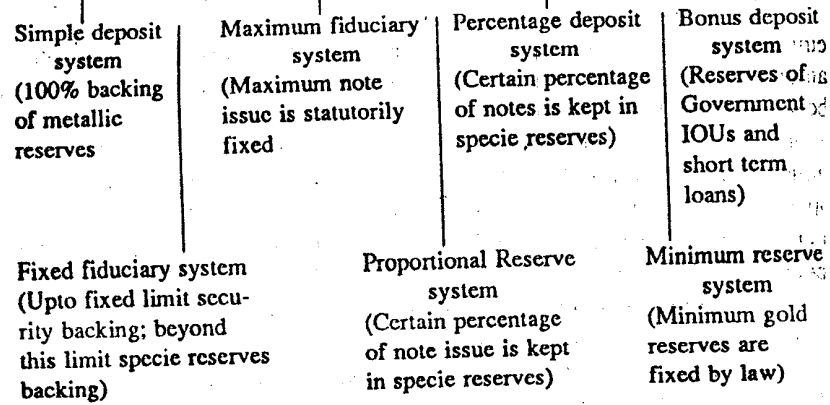 Simple deposit
system
(100% backing
of metallic
reserves
Maximum fiduciary
system
(Maximum note
issue is statutorily
fixed
Percentage deposit
system
(Certain percentage
of notes is kept in
specie reserves)
Bonus deposit
system
(Reserves of
Government
IOUs and
short term
loans)
Fixed fiduciary system
(Upto fixed limit secu-
rity backing; beyond
this limit specie reserves
backing)
Proportional Reserve
system
(Certain percentage
of note issue is kept
in specie reserves)
Minimum reserve
system
(Minimum gold
reserves are
fixed by law)